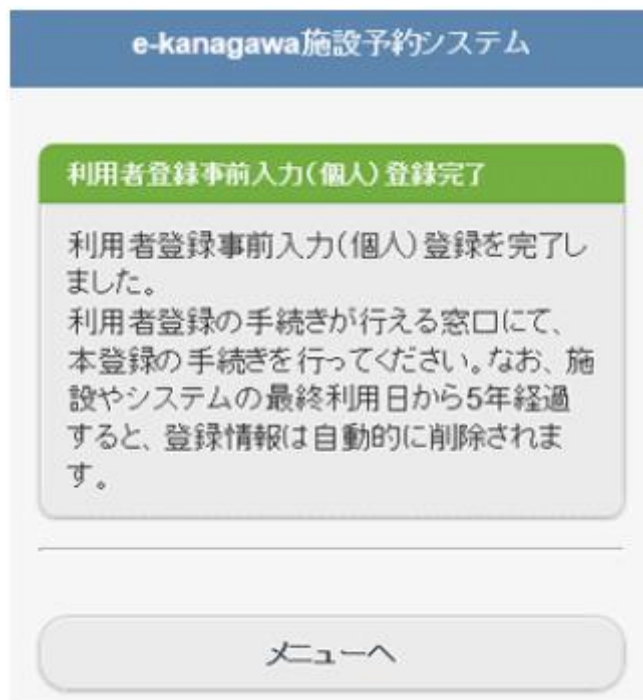 e-kanagawa施設予約システム
利用者登録事前入力(個人)登録完了
利用者登録事前入力(個人)登録を完了し
ました。
利用者登録の手続きが行える窓口にて、
本登録の手続きを行ってください。なお、施
設やシステムの最終利用日から5年経過
すると、登録情報は自動的に削除されま
す。
メニューへ